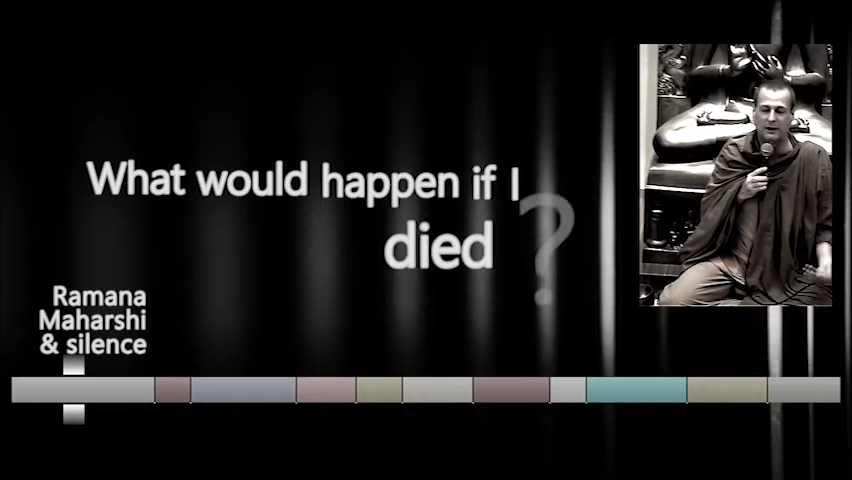 What would happen if I
died?
Ramana
Maharshi
& silence